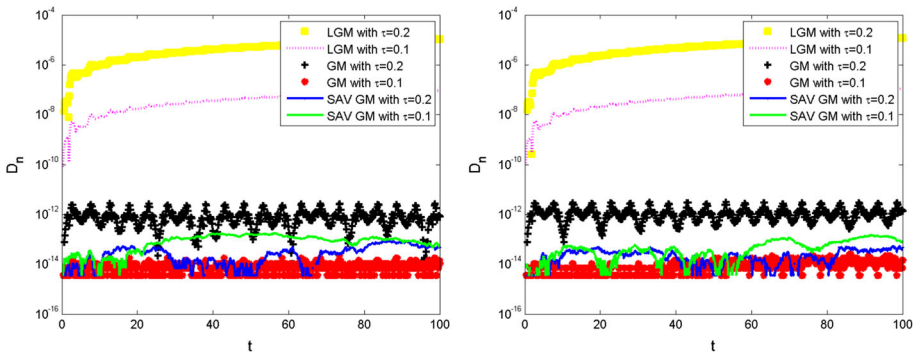 10^-4
10^-6
10^-8
10^-10
10^-12
10^-14
10^-16
D_n
LGM with τ=0.2
LGM with τ=0.1
GM with τ=0.2
GM with τ=0.1
SAV GM with τ=0.2
SAV GM with τ=0.1
0 20 40 60 80 100
t
10^-4
10^-6
10^-8
10^-10
10^-12
10^-14
10^-16
D_n
LGM with τ=0.2
LGM with τ=0.1
GM with τ=0.2
GM with τ=0.1
SAV GM with τ=0.2
SAV GM with τ=0.1
0 20 40 60 80 100
t